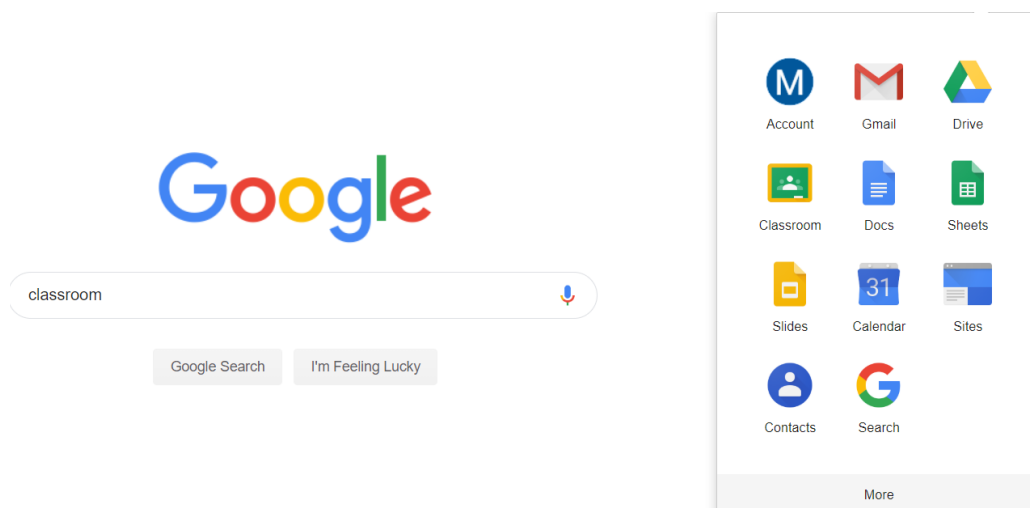 Google
classroom
Google Search
I'm Feeling Lucky
M
Account
Gmail
Drive
Classroom
Docs
Sheets
31
Slides
Calendar
Sites
G
Contacts
Search
More